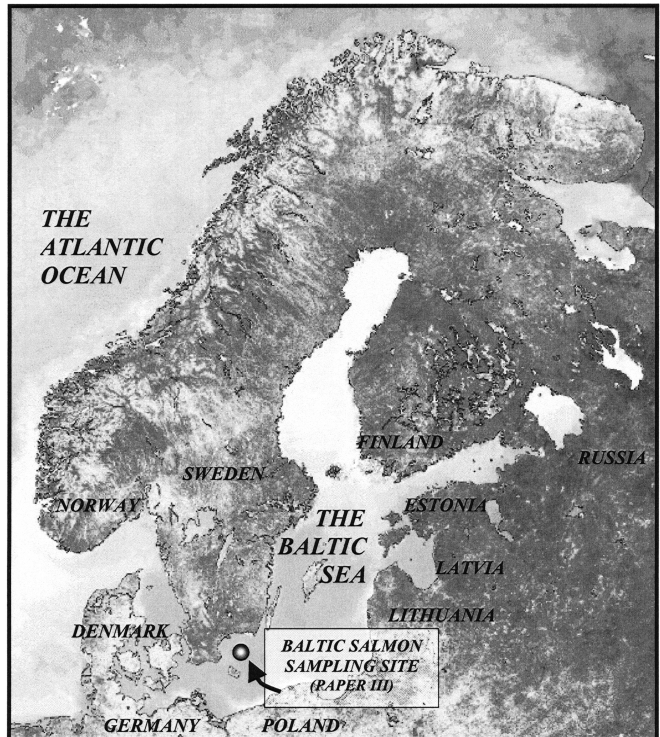 THE
ATLANTIC
OCEAN
FINLAND
RUSSIA
SWEDEN
NORWAY
ESTONIA
THE
BALTIC
SEA
LATVIA
LITHUANIA
DENMARK
BALTIC SALMON
SAMPLING SITE
(PAPER III)
GERMANY
POLAND